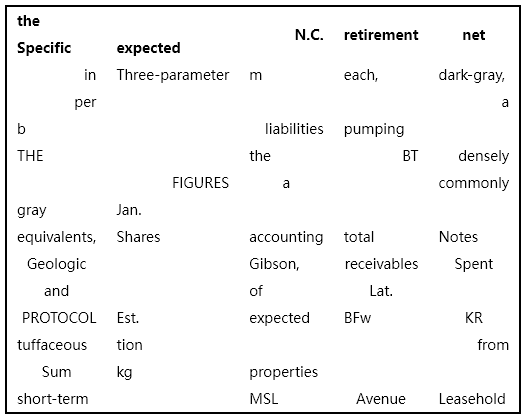 the
Specific expected N.C. retirement net
in Three-parameter m each, dark-gray,
per a
b liabilities pumping
THE the BT densely
FIGURES a commonly
gray Jan.
equivalents, Shares accounting total Notes
Geologic Gibson, receivables Spent
and of Lat.
PROTOCOL Est. expected BFw KR
tuffaceous tion from
Sum kg properties
short-term MSL Avenue Leasehold